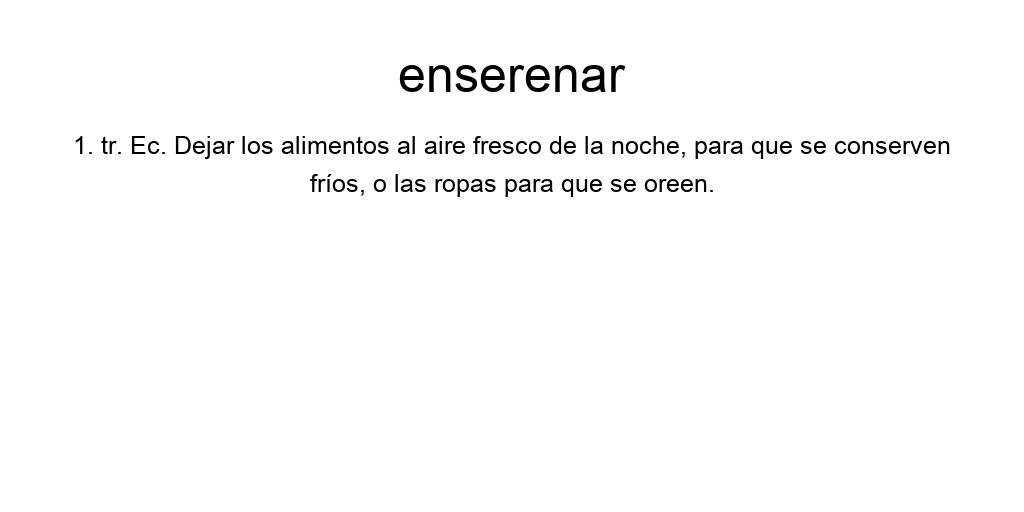 enserenar
1. tr. Ec. Dejar los alimentos al aire fresco de la noche, para que se conserven
fríos, o las ropas para que se oreen.